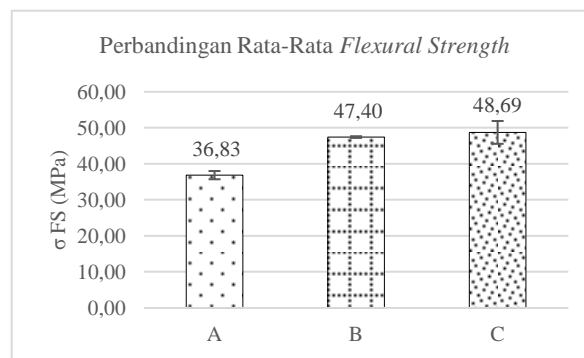 Perbandingan Rata-Rata Flexural Strength
σ FS (MPa)
60,00
50,00
40,00
30,00
20,00
10,00
0,00
36,83
47,40
48,69
A
B
C